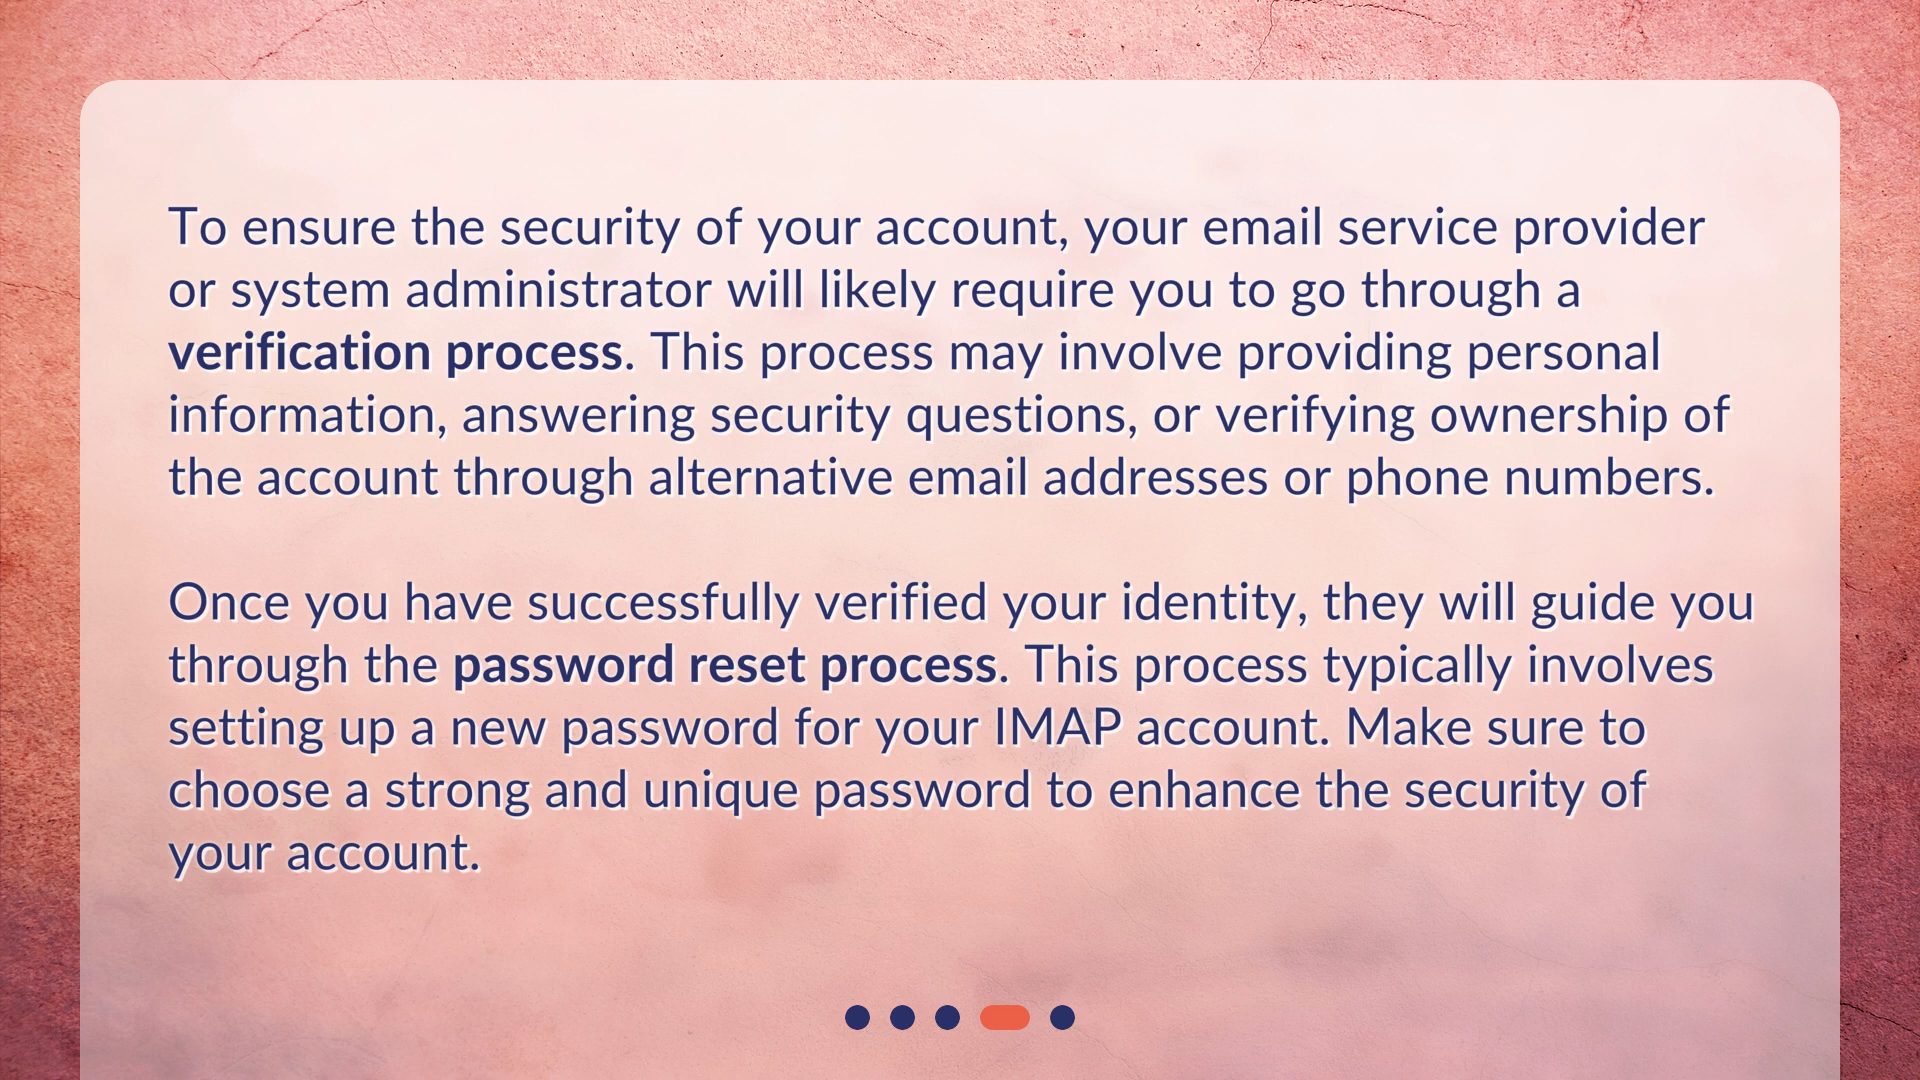 To ensure the security of your account, your email service provider
or system administrator will likely require you to go through a
verification process. This process may involve providing personal
information, answering security questions, or verifying ownership of
the account through alternative email addresses or phone numbers.
Once you have successfully verified your identity, they will guide you
through the password reset process. This process typically involves
setting up a new password for your IMAP account. Make sure to
choose a strong and unique password to enhance the security of
your account.